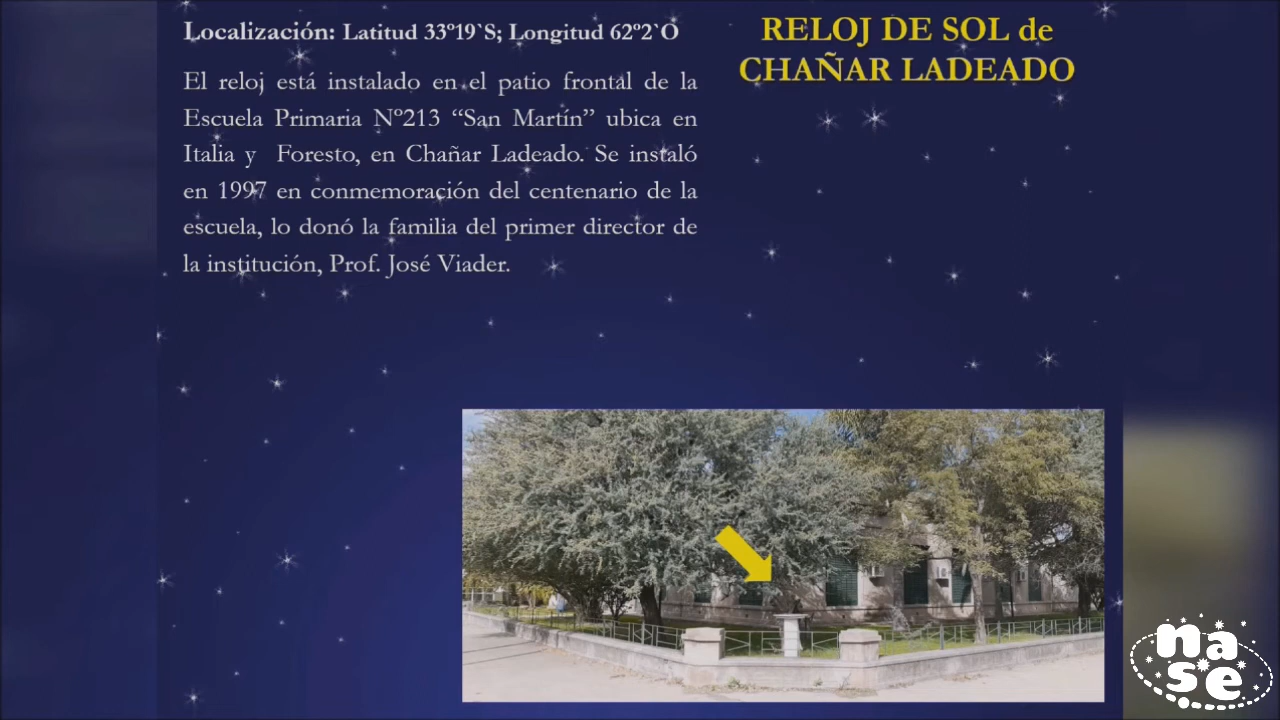 RELOJ DE SOL de
CHAÑAR LADEADO
Localización: Latitud 33º19`S; Longitud 62º2`O
El reloj está instalado en el patio frontal de la
Escuela Primaria Nº213 “San Martín” ubica en
Italia y Foresto, en Chañar Ladeado. Se instaló
en 1997 en conmemoración del centenario de la
escuela, lo donó la familia del primer director de
la institución, Prof. José Viader.
nase